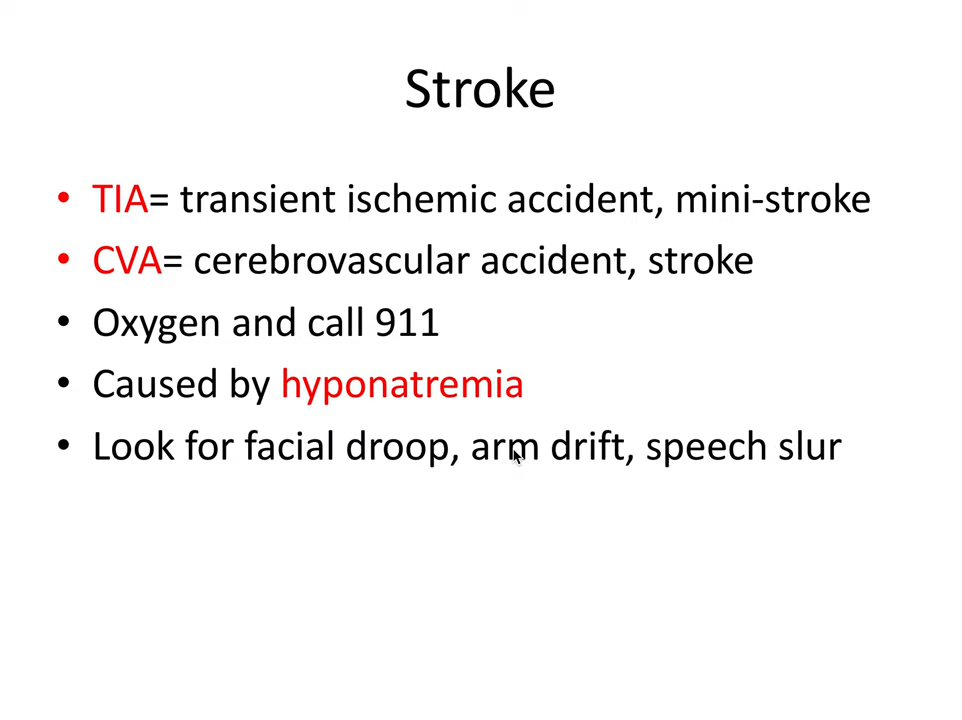 Stroke
• TIA= transient ischemic accident, mini-stroke
• CVA= cerebrovascular accident, stroke
• Oxygen and call 911
• Caused by hyponatremia
• Look for facial droop, arm drift, speech slur